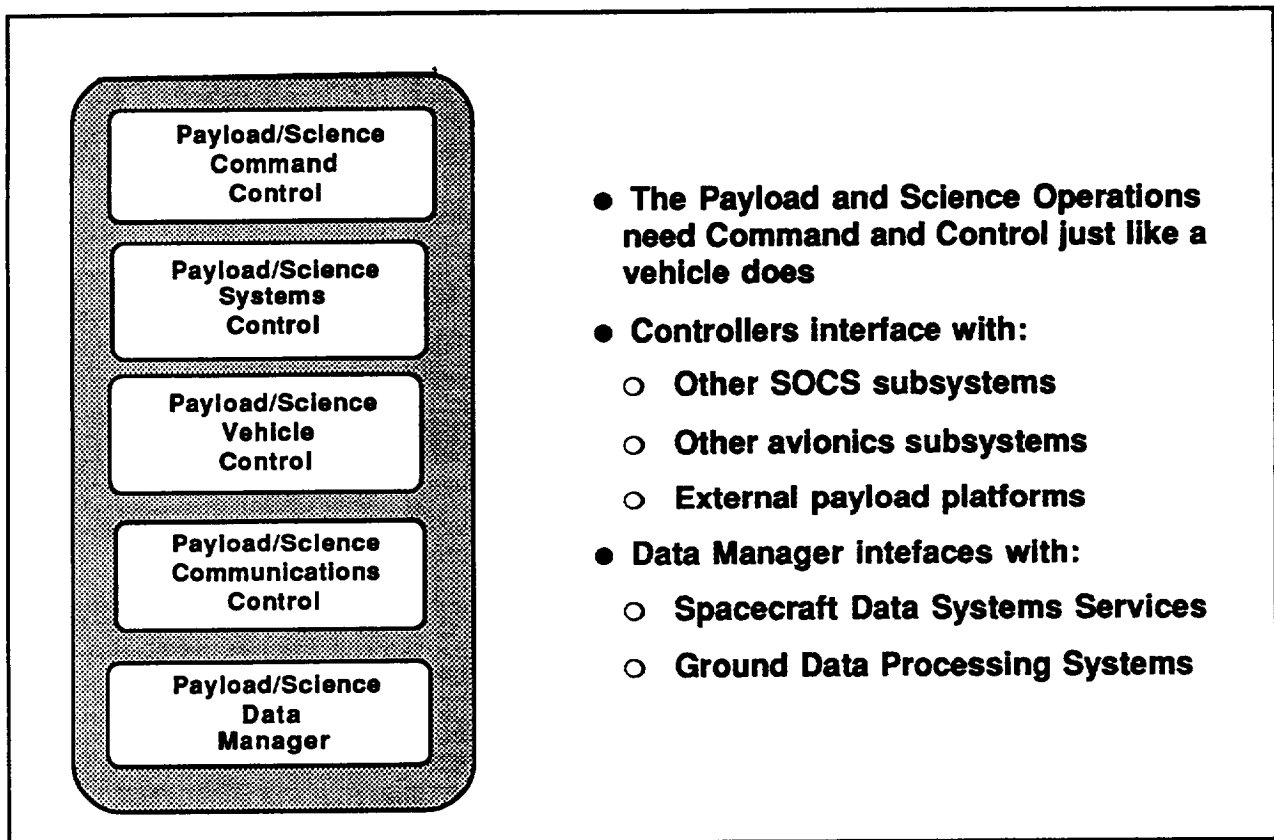 Payload/Science
Command
Control
Payload/Science
Systems
Control
Payload/Science
Vehicle
Control
Payload/Science
Communications
Control
Payload/Science
Data
Manager
● The Payload and Science Operations
need Command and Control just like a
vehicle does
● Controllers interface with:
○ Other SOCS subsystems
○ Other avionics subsystems
○ External payload platforms
● Data Manager intefaces with:
○ Spacecraft Data Systems Services
○ Ground Data Processing Systems